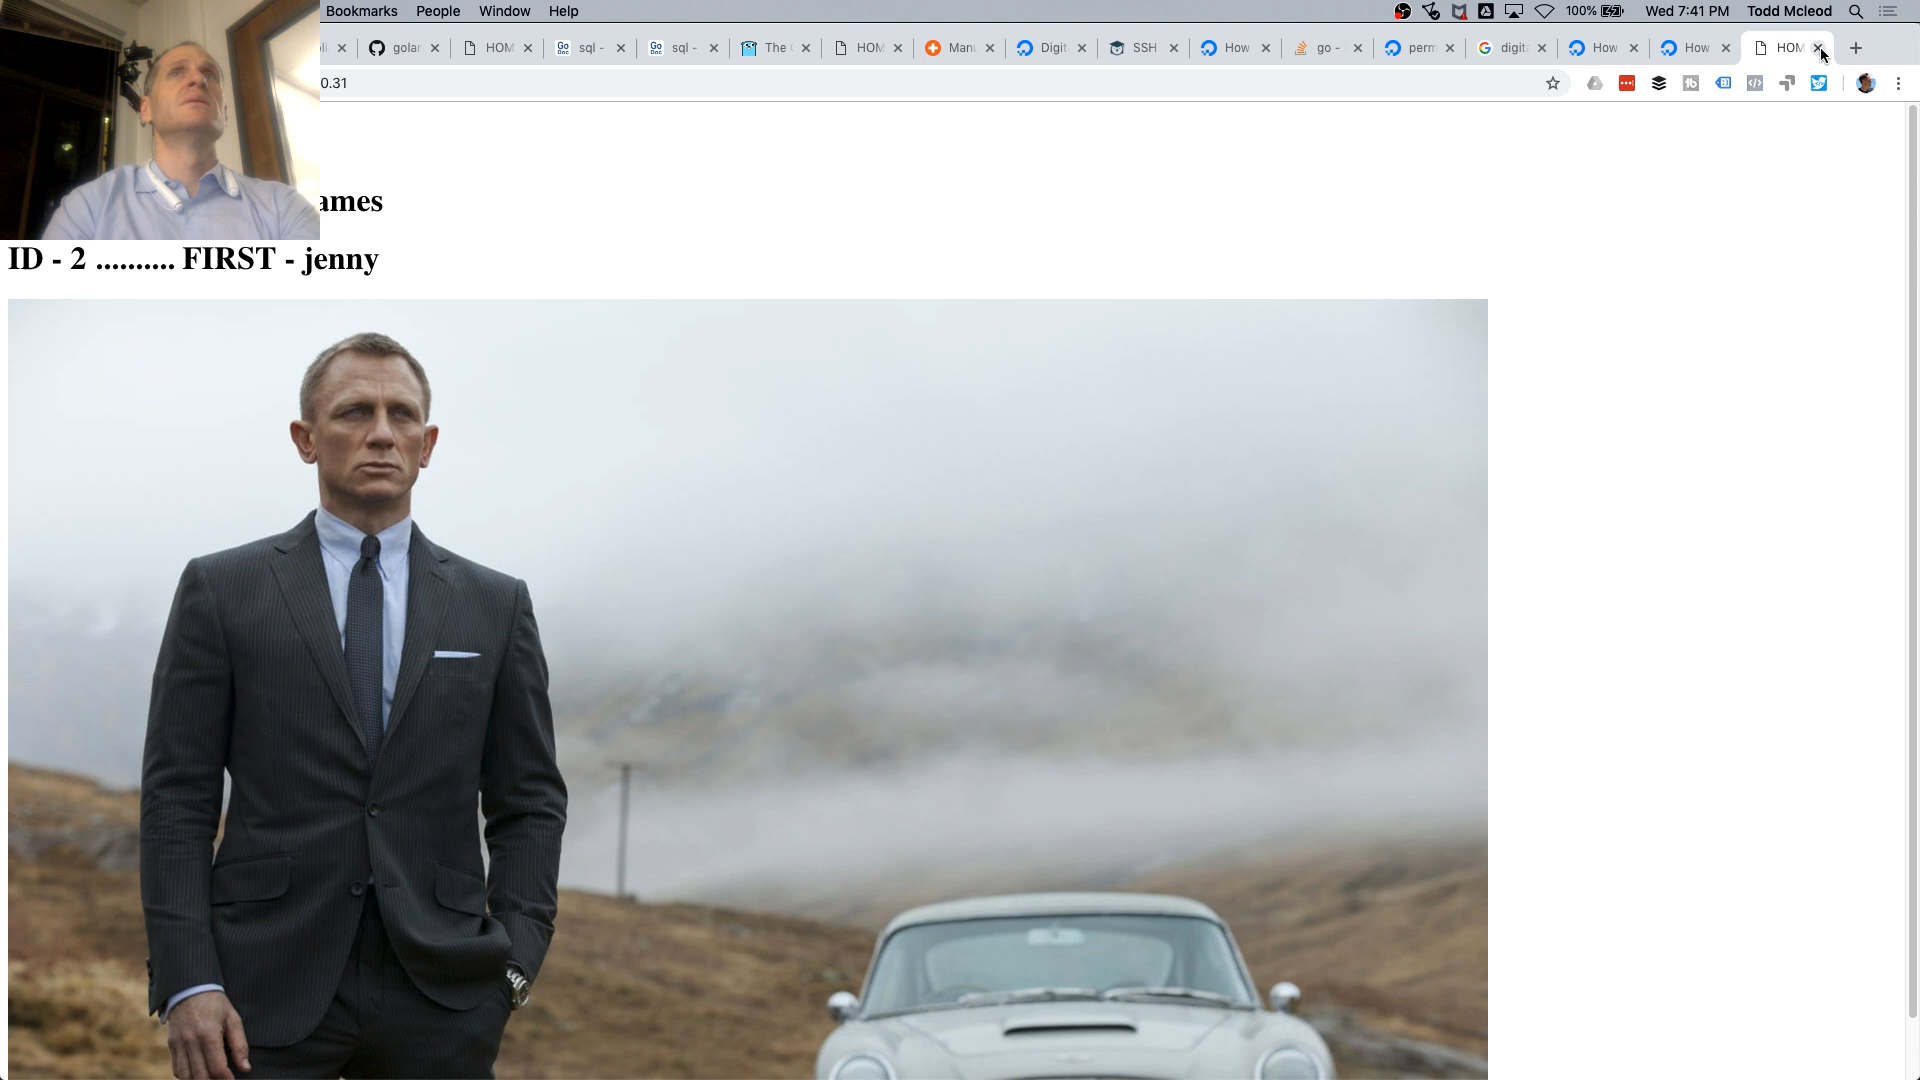 Bookmarks People Window Help 100% Wed 7:41 PM Todd Mcleod
golar HOM sql - sql - The HOM Manu Digit SSH How go - perm digit How How HOM
0.31
ames
ID - 2 .......... FIRST - jenny